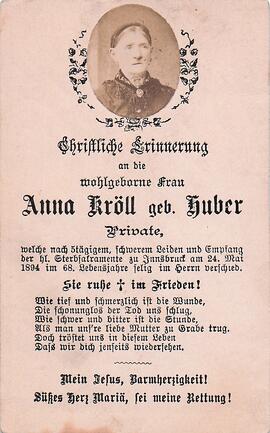 Christliche Erinnerung
an die
wohlgeborne Frau
Anna Kröll geb. Huber
Private,
welche nach 5tägigem, schwerem Leiden und Empfang
der hl. Sterbsakramente zu Innsbruck am 24. Mai
1894 im 68. Lebensjahre selig im Herrn verschied.
Sie ruhe † im Frieden!
Wie tief und schmerzlich ist die Wunde,
Die schonungslos der Tod uns schlug,
Wie schwer und bitter ist die Stunde,
Als man uns're liebe Mutter zu Grabe trug.
Doch tröstet uns in diesem Leben
Daß wir dich jenseits wiedersehen.
Mein Jesus, Barmherzigkeit!
Süßes Herz Mariä, sei meine Rettung!